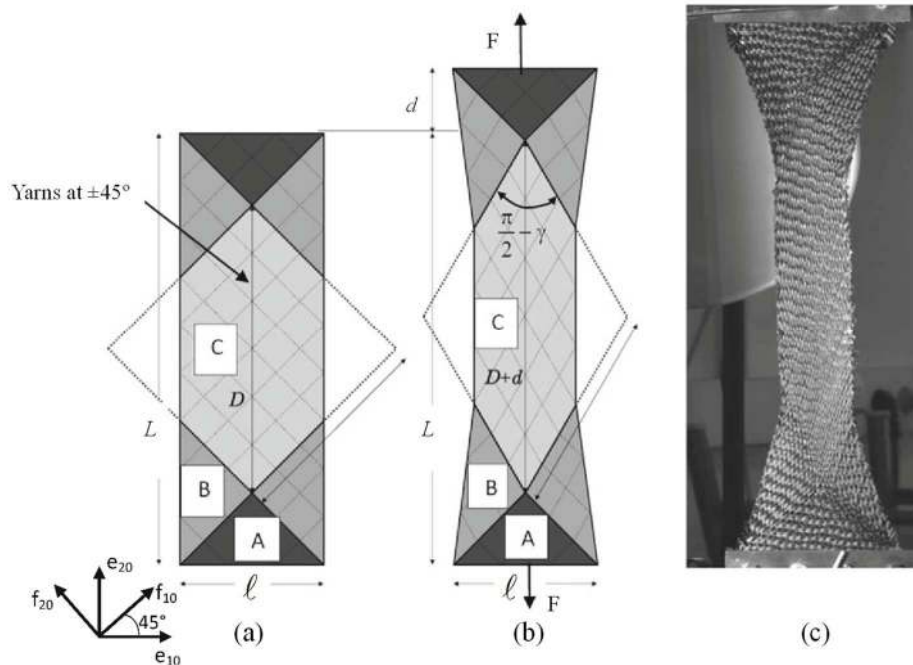 F
d
Yarns at ±45°
π/2 − γ
C
C
D
D+d
L
L
B
B
A
A
e₂₀
f₂₀
f₁₀
45°
e₁₀
ℓ
ℓ
F
(a)
(b)
(c)